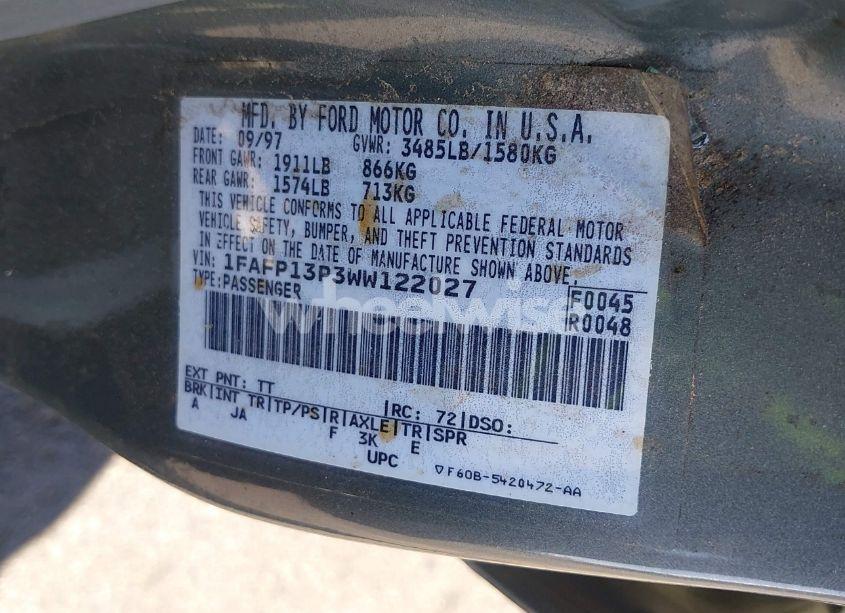 MFD. BY FORD MOTOR CO. IN U.S.A.
DATE: 09/97 GVWR: 3485LB/1580KG
FRONT GAWR: 1911LB 866KG
REAR GAWR: 1574LB 713KG
THIS VEHICLE CONFORMS TO ALL APPLICABLE FEDERAL MOTOR
VEHICLE SAFETY, BUMPER, AND THEFT PREVENTION STANDARDS
IN EFFECT ON THE DATE OF MANUFACTURE SHOWN ABOVE.
VIN: 1FAFP13P3WW122027
TYPE: PASSENGER F0045
R0048
wheelwise
EXT PNT: TT RC: 72 DSO:
BRK INT TR TP/PS R AXLE TR SPR
A JA F 3K E
UPC
▽F60B-5420472-AA